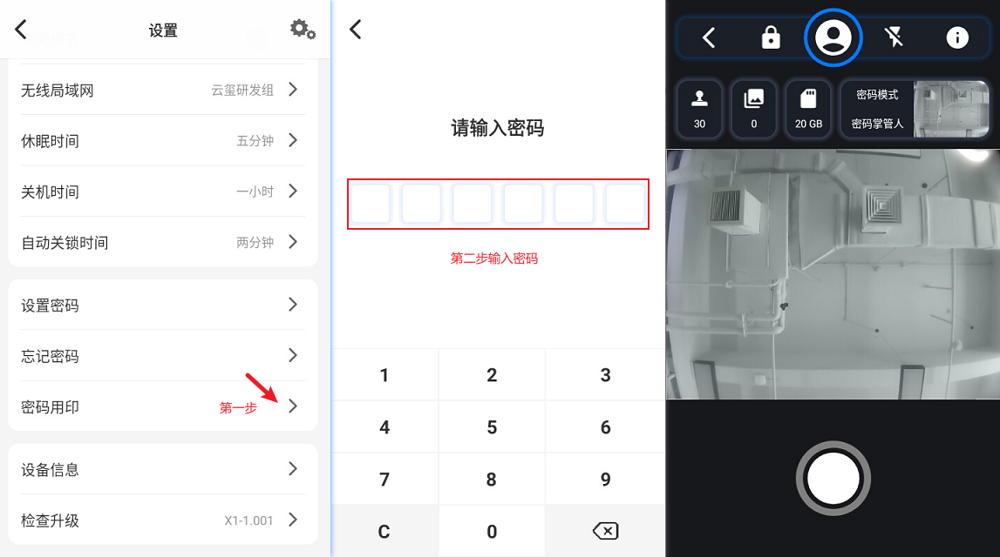 设置
无线局域网 云玺研发组
休眠时间 五分钟
关机时间 一小时
自动关锁时间 两分钟
设置密码
忘记密码
密码用印 第一步
设备信息
检查升级 X1-1.001
请输入密码
第二步输入密码
1 2 3
4 5 6
7 8 9
C 0
30
0
20 GB
密码模式
密码掌管人